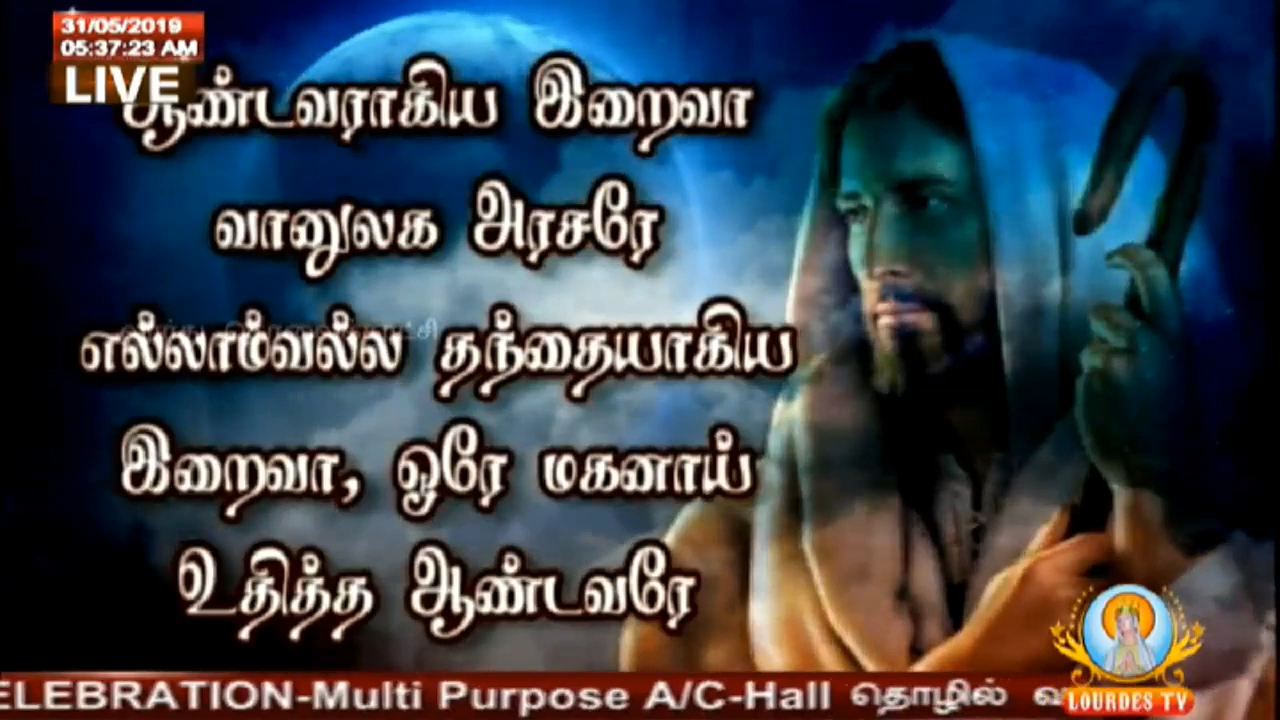 31/05/2019
05:37:23 AM
LIVE
ஆண்டவராகிய இறைவா
வானுலக அரசரே
எல்லாம்வல்ல தந்தையாகிய
இறைவா, ஓரே மகனாய்
உதித்த ஆண்டவரே
ELEBRATION-Multi Purpose A/C-Hall தொழில்
LOURDES TV